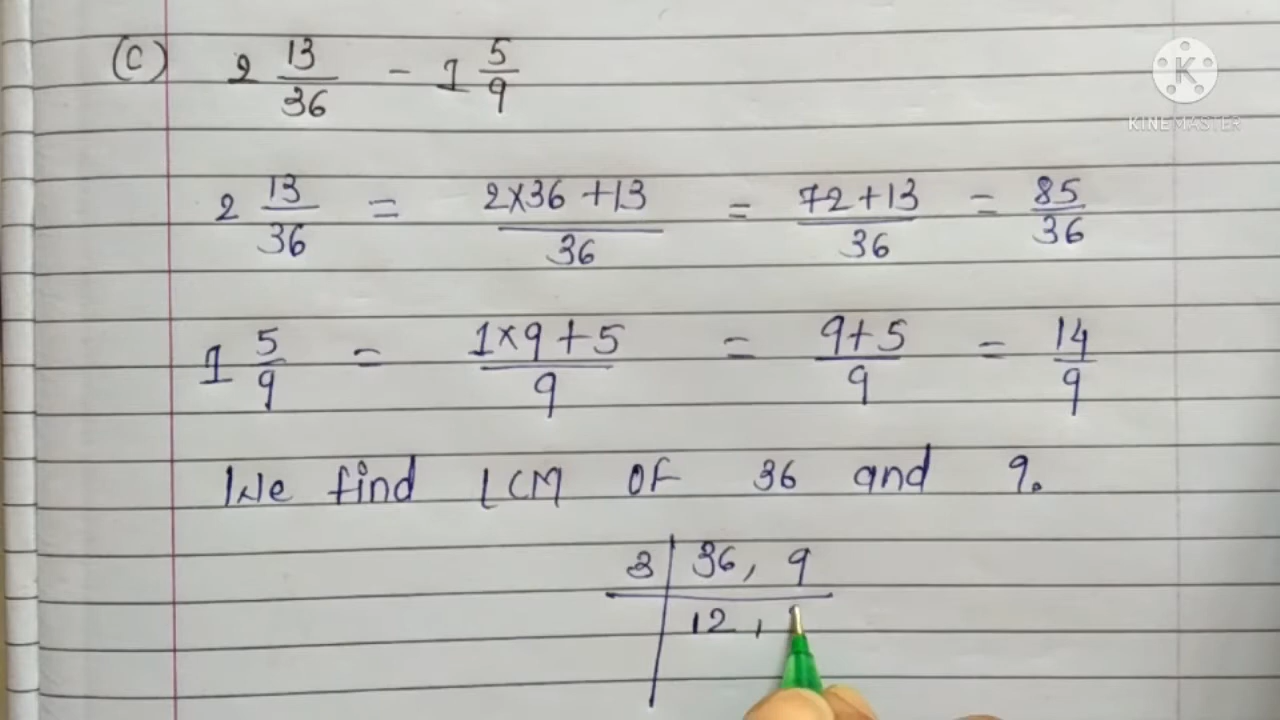 (C) 2 13/36 - 1 5/9
K
KINEMASTER
2 13/36 = 2×36+13/36 = 72+13/36 = 85/36
1 5/9 = 1×9+5/9 = 9+5/9 = 14/9
We find LCM OF 36 and 9.
3 | 36, 9
12,